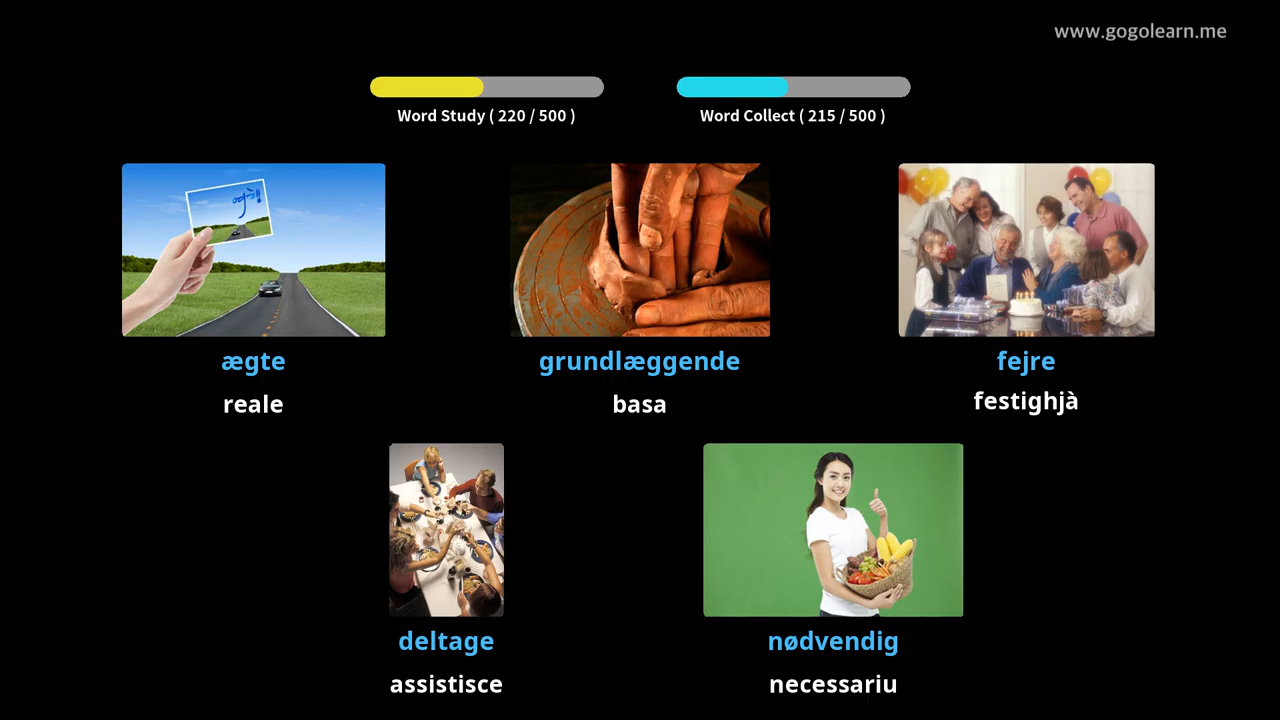 www.gogolearn.me
Word Study ( 220 / 500 )
Word Collect ( 215 / 500 )
ægte
grundlæggende
fejre
reale
basa
festighjà
deltage
nødvendig
assistisce
necessariu